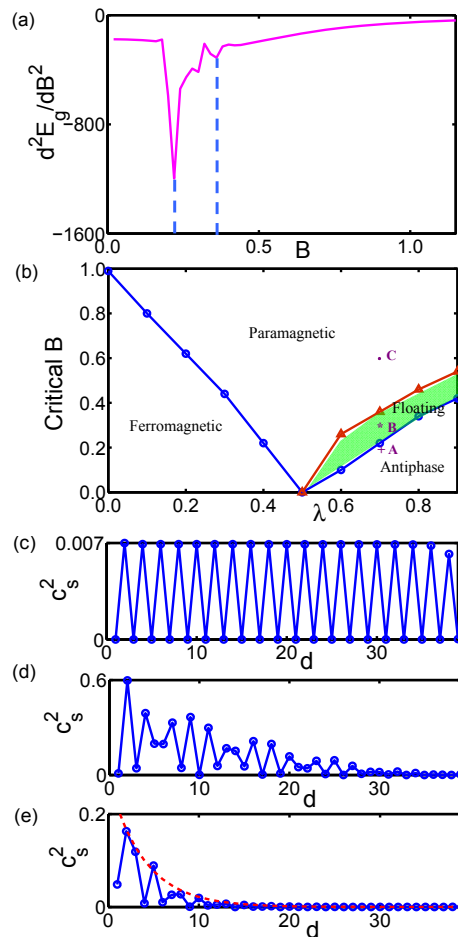 (a)
0
−800
−1600
d²E_g/dB²
0.0
0.5
1.0
B
(b)
1.0
0.8
0.6
0.4
0.2
0.0
Critical B
Paramagnetic
C
Ferromagnetic
Floating
* B
+ A
Antiphase
0.0
0.2
0.4
0.6
0.8
λ
(c)
0.007
0
c_s²
0
10
20
30
d
(d)
0.6
0
c_s²
0
10
20
30
d
(e)
0.2
0
c_s²
0
10
20
30
d